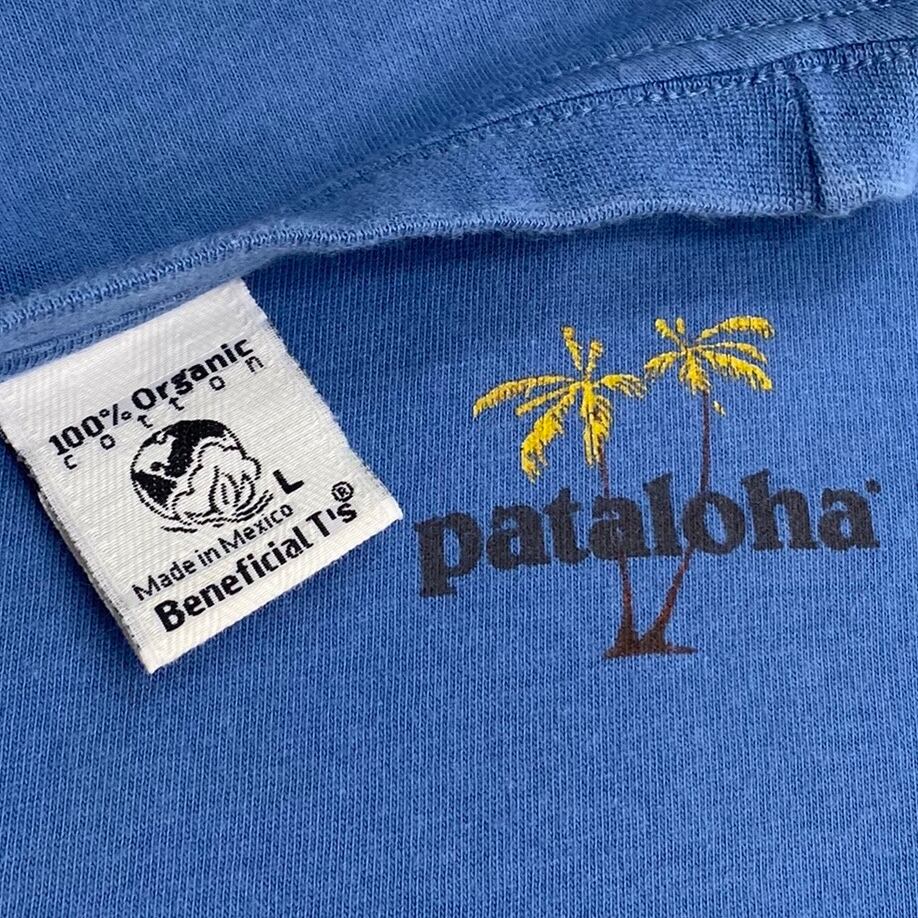 100% Organic
cotton
L
Made in Mexico
Beneficial T's®
pataloha®